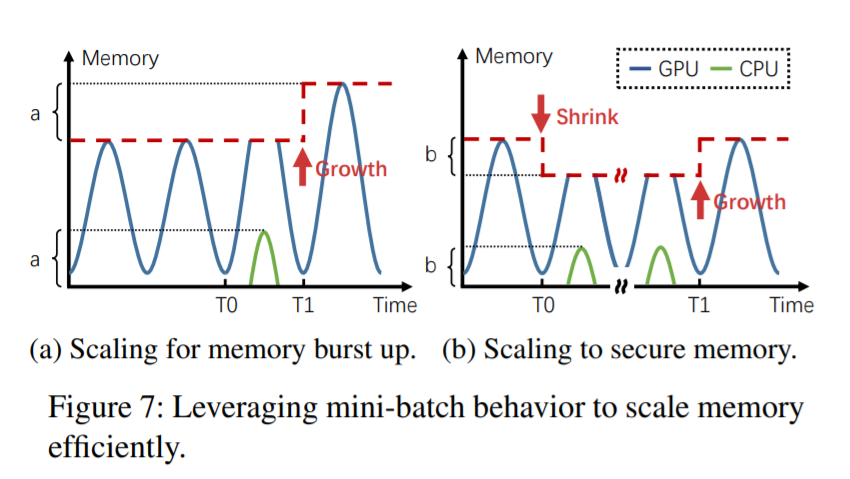 Memory
a
a
Growth
T0
T1
Time
Memory
GPU
CPU
Shrink
b
b
Growth
T0
T1
Time
(a) Scaling for memory burst up.
(b) Scaling to secure memory.
Figure 7: Leveraging mini-batch behavior to scale memory
efficiently.